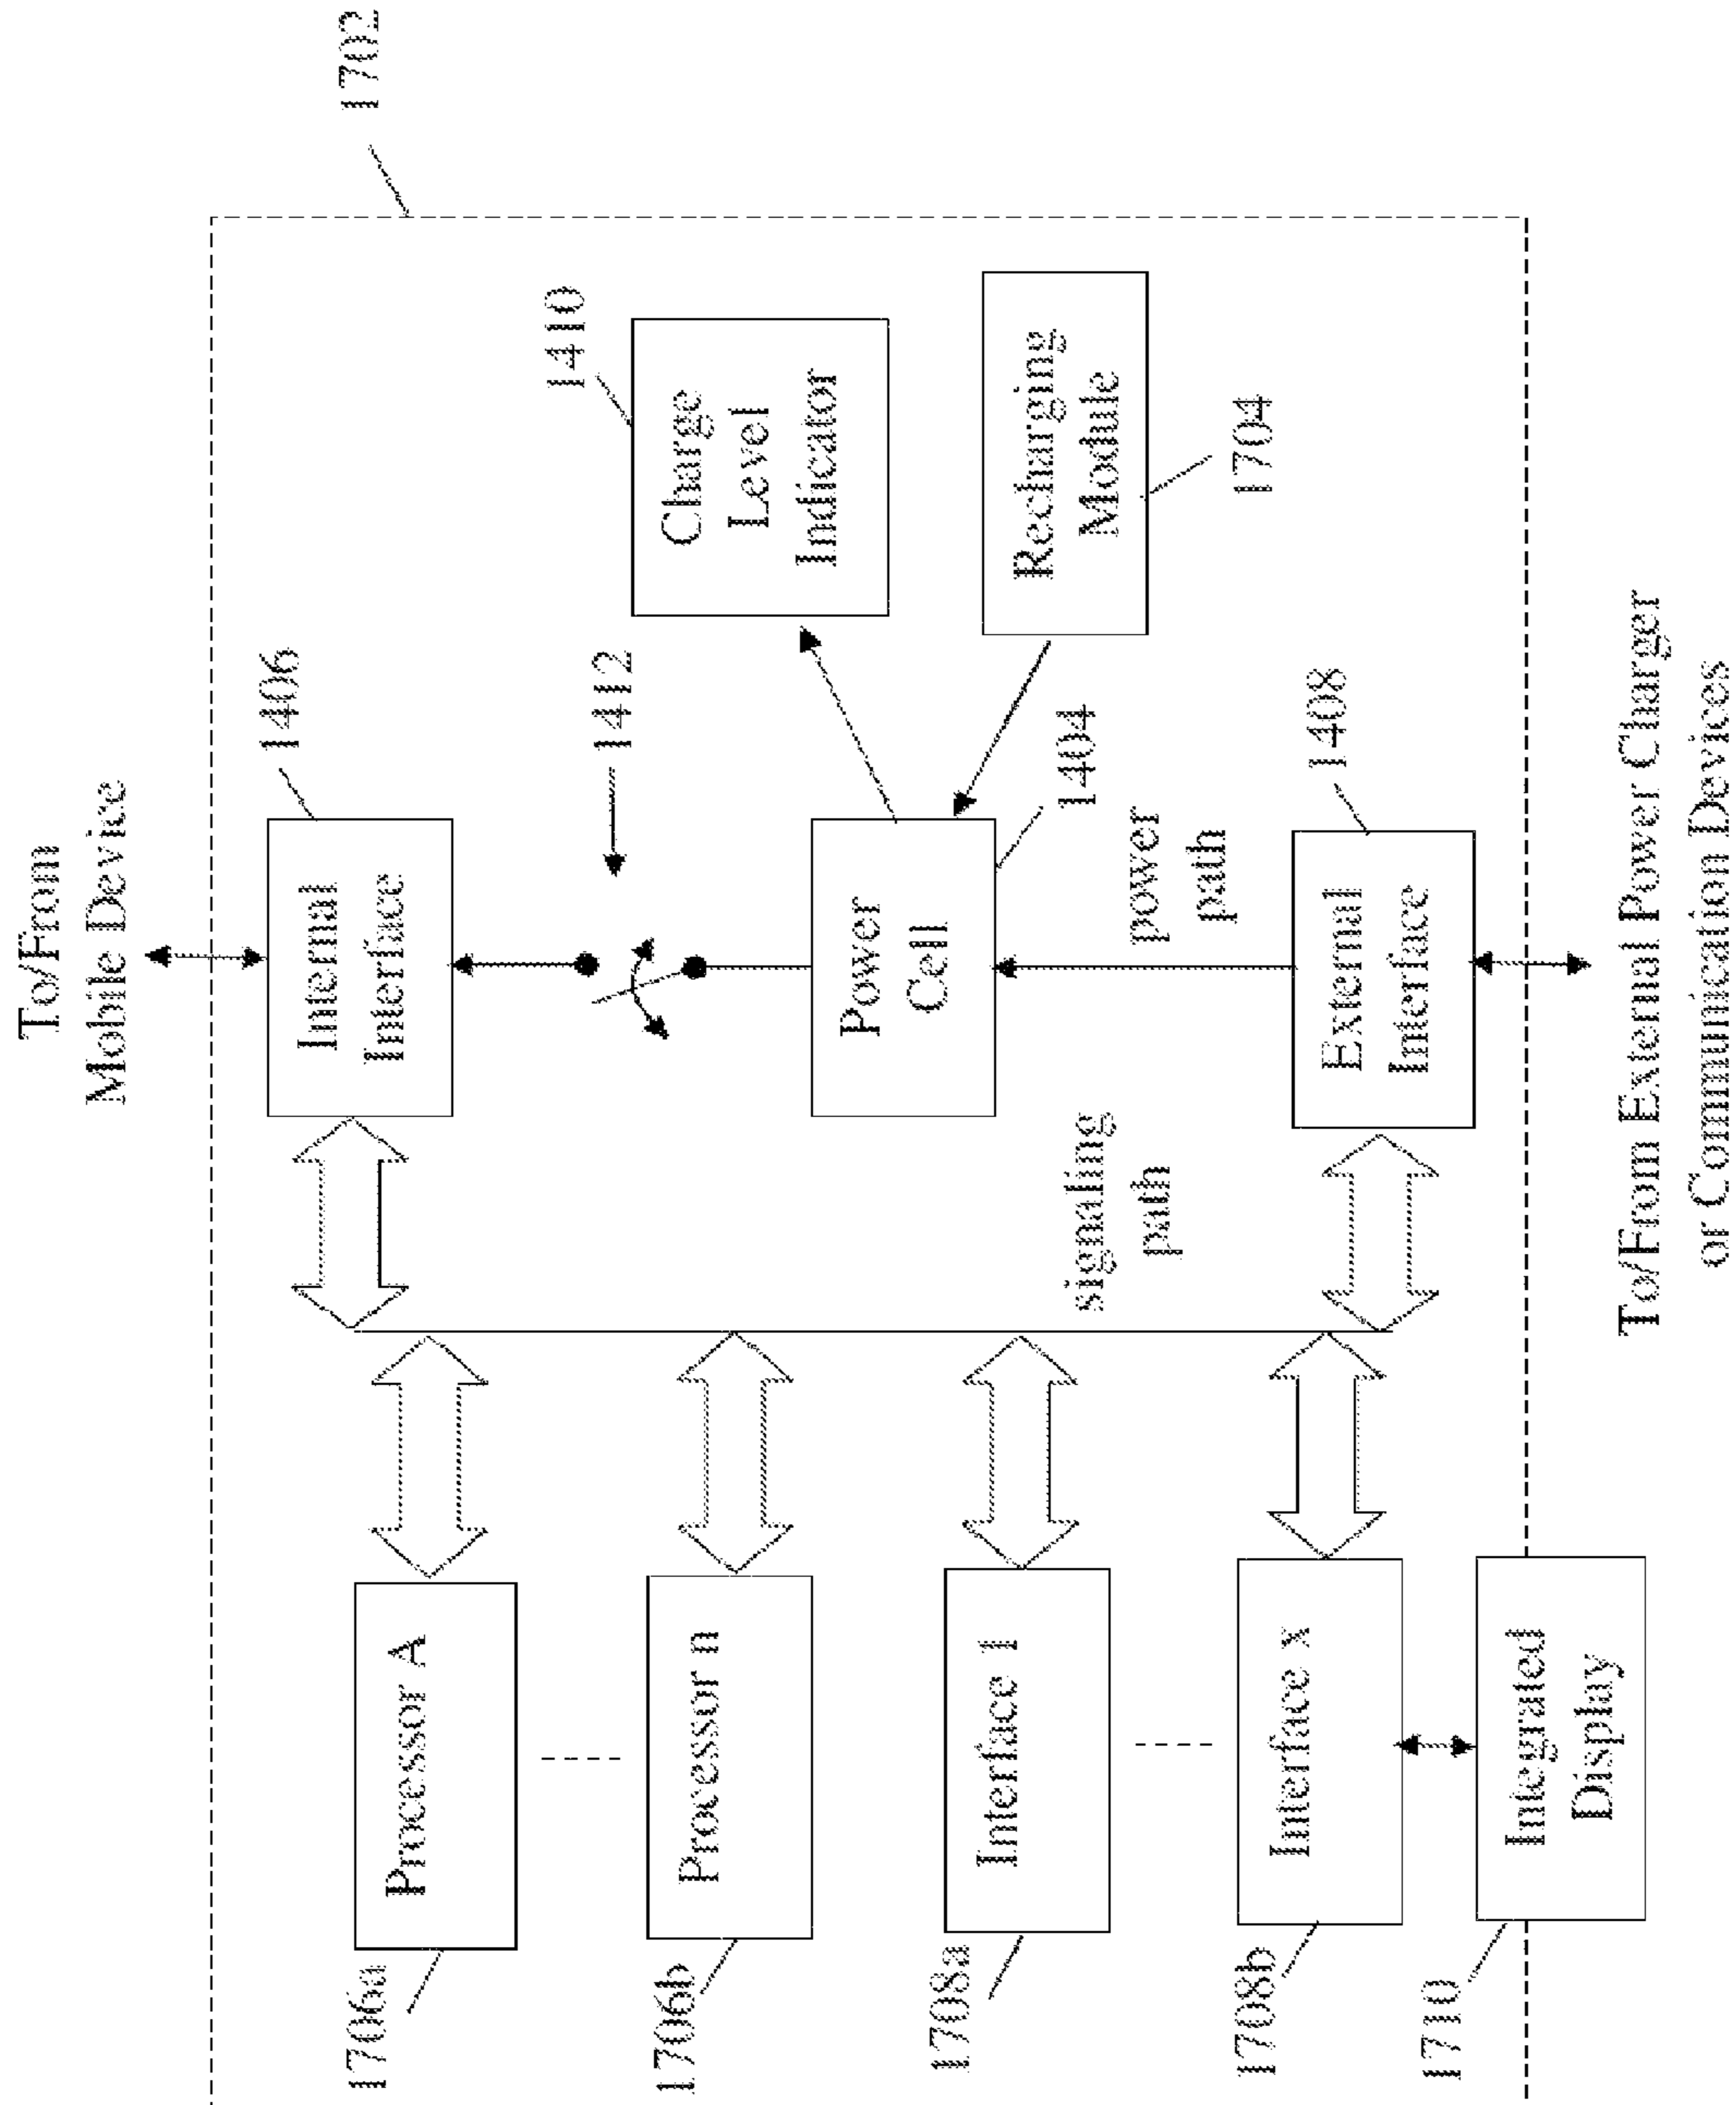 To/From
Mobile Device
1702
1406
Internal
Interface
1412
1410
Charge
Level
Indicator
Power
Cell
1404
Recharging
Module
1704
power
path
signaling
path
1408
External
Interface
To/From External Power Charger
or Communication Devices
1706a
Processor A
1706b
Processor n
1708a
Interface 1
1708b
Interface x
1710
Integrated
Display